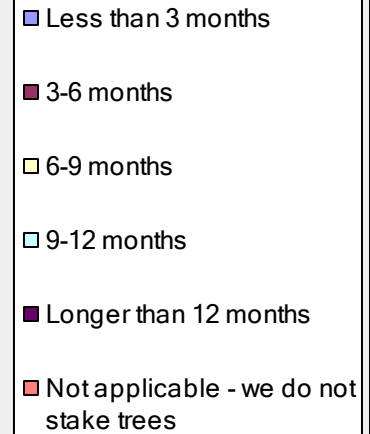 Less than 3 months
3-6 months
6-9 months
9-12 months
Longer than 12 months
Not applicable - we do not
stake trees